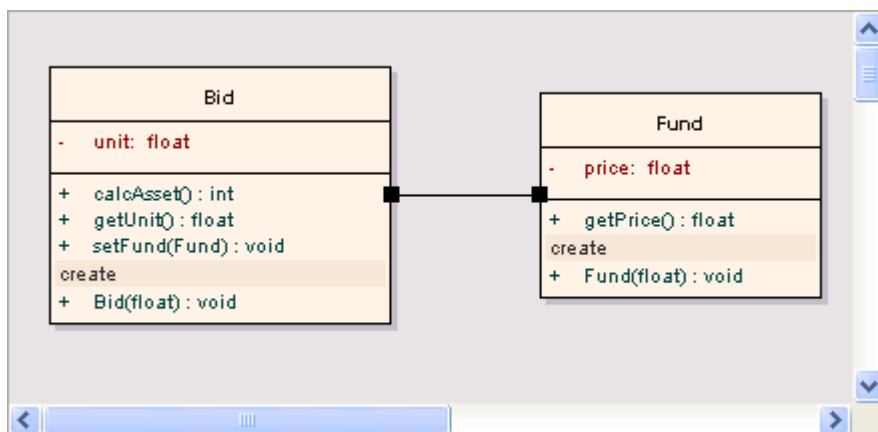 Bid
- unit: float
+ calcAsset() : int
+ getUnit() : float
+ setFund(Fund) : void
create
+ Bid(float) : void
Fund
- price: float
+ getPrice() : float
create
+ Fund(float) : void